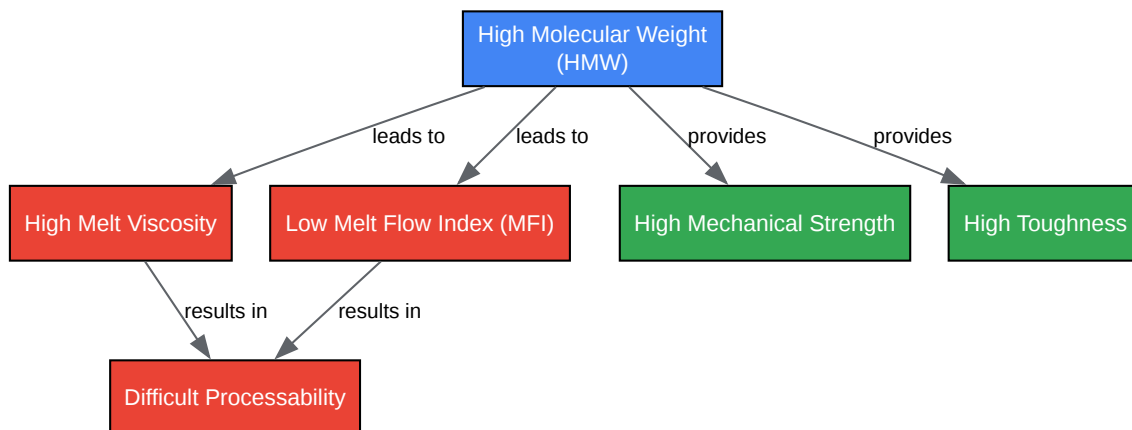 High Molecular Weight
(HMW)
leads to
leads to
provides
provides
High Melt Viscosity
Low Melt Flow Index (MFI)
High Mechanical Strength
High Toughness
results in
results in
Difficult Processability